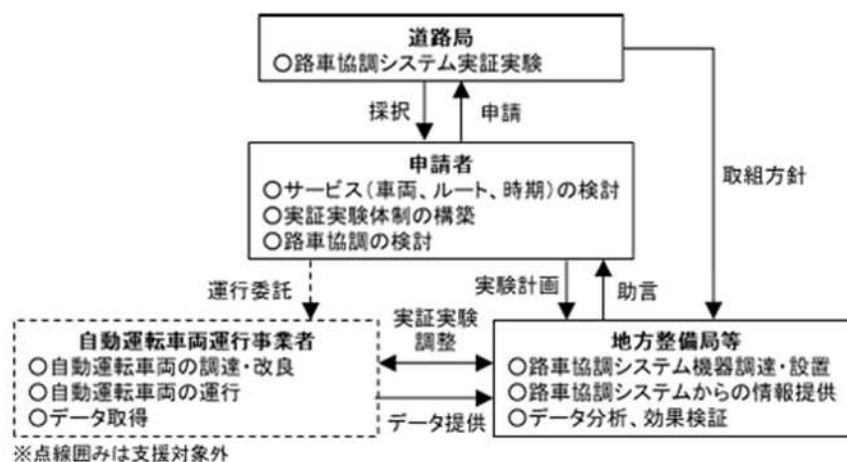 道路局
○路車協調システム実証実験
採択
申請
取組方針
申請者
○サービス(車両、ルート、時期)の検討
○実証実験体制の構築
○路車協調の検討
運行委託
実験計画
助言
自動運転車両運行事業者
○自動運転車両の調達・改良
○自動運転車両の運行
○データ取得
実証実験
調整
データ提供
地方整備局等
○路車協調システム機器調達・設置
○路車協調システムからの情報提供
○データ分析、効果検証
※点線囲みは支援対象外